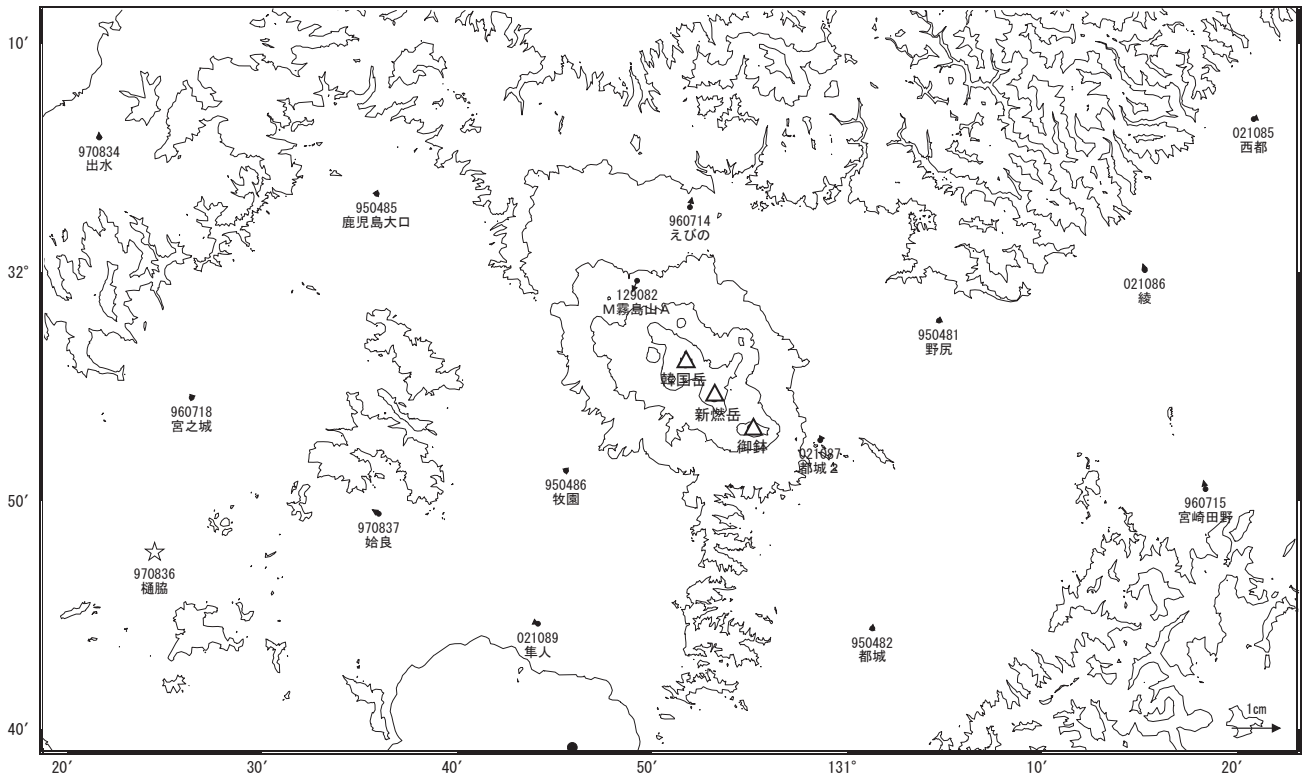 10′
970834
出水
021085
西都
950485
鹿児島大口
960714
えびの
32′
021086
綾
129082
M霧島山A
950481
野尻
韓国岳
新燃岳
960718
宮之城
御鉢
021087
都城2
950486
牧園
50′
960715
宮崎田野
970837
姶良
970836
樋脇
021089
隼人
950482
都城
1cm
40′
20′
30′
40′
50′
131°
10′
20′